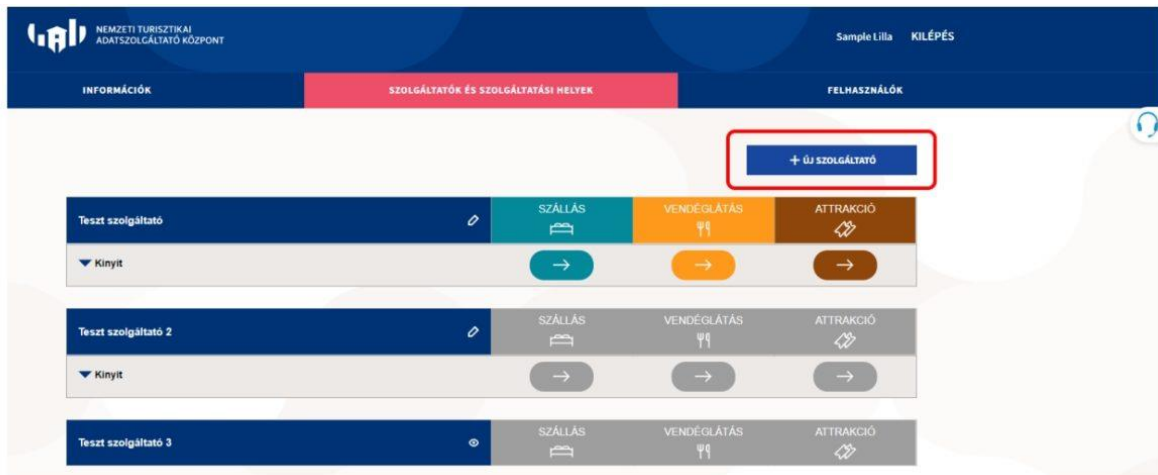 NEMZETI TURISZTIKAI
ADATSZOLGÁLTATÓ KÖZPONT
Sample Lilla KILÉPÉS
INFORMÁCIÓK SZOLGÁLTATÓK ÉS SZOLGÁLTATÁSI HELYEK FELHASZNÁLÓK
+ ÚJ SZOLGÁLTATÓ
Teszt szolgáltató SZÁLLÁS VENDÉGLÁTÁS ATTRAKCIÓ
Kinyit
Teszt szolgáltató 2 SZÁLLÁS VENDÉGLÁTÁS ATTRAKCIÓ
Kinyit
Teszt szolgáltató 3 SZÁLLÁS VENDÉGLÁTÁS ATTRAKCIÓ